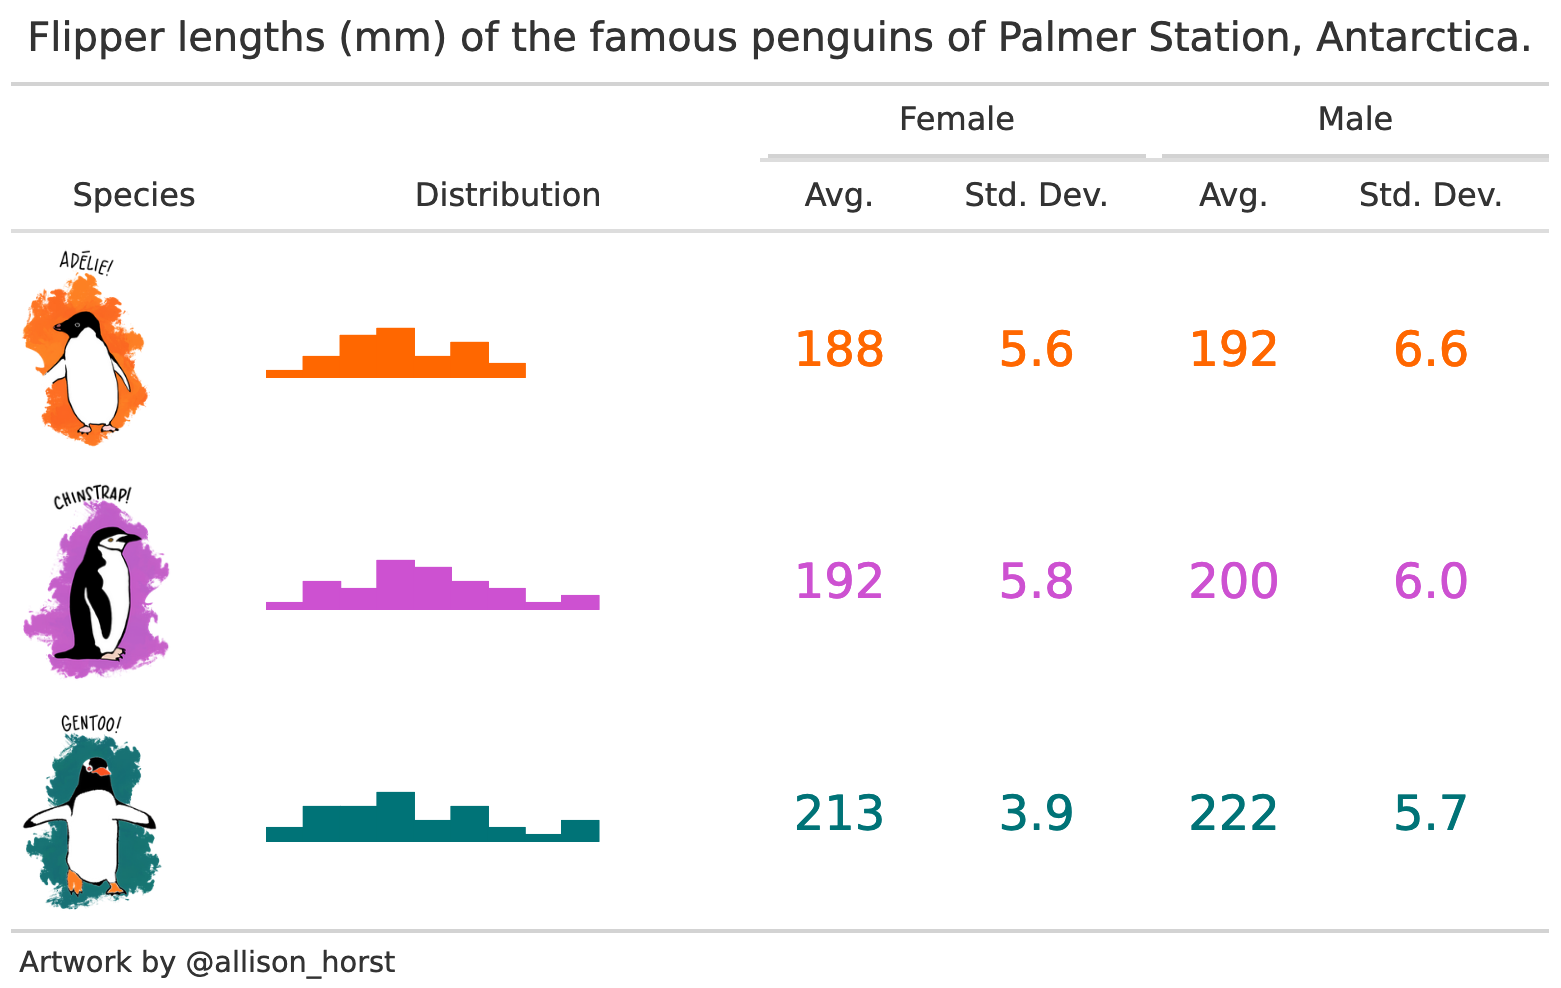 Flipper lengths (mm) of the famous penguins of Palmer Station, Antarctica.
Female Male
Species Distribution Avg. Std. Dev. Avg. Std. Dev.
ADĒLIE!
188 5.6 192 6.6
CHINSTRAP!
192 5.8 200 6.0
GENTOO!
213 3.9 222 5.7
Artwork by @allison_horst